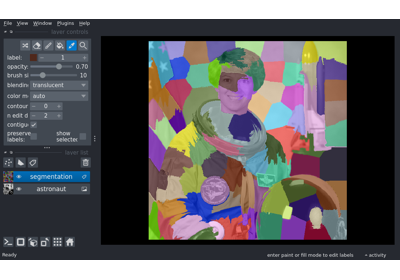 File View Window Plugins Help
layer controls
label: 1
opacity: 0.70
brush si 10
blendin translucent
color m auto
contour 0
n edit d 2
contigu
preserve labels: show selected
layer list
segmentation
astronaut
Ready
enter paint or fill mode to edit labels
activity